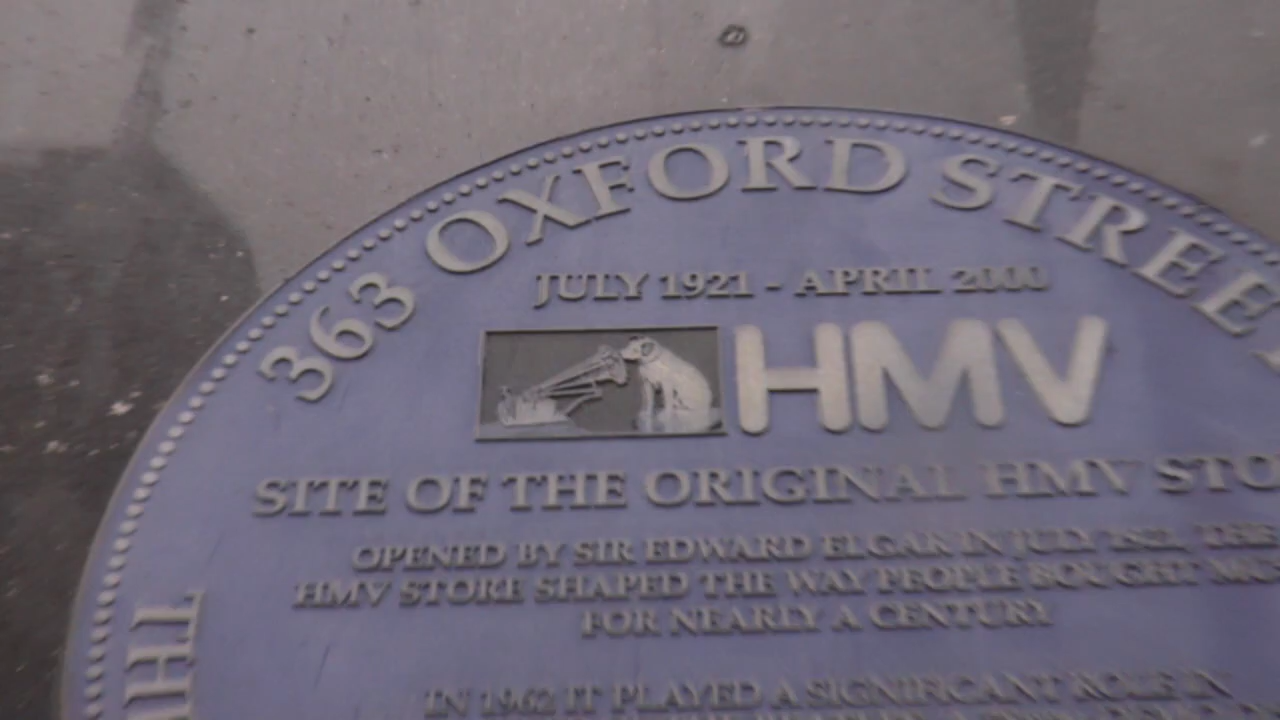 363 OXFORD STREE
JULY 1921 - APRIL 2000
HMV
SITE OF THE ORIGINAL HMV STO
OPENED BY SIR EDWARD ELGAR IN JULY 1921, THE
HMV STORE SHAPED THE WAY PEOPLE BOUGHT MUS
FOR NEARLY A CENTURY
IN 1962 IT PLAYED A SIGNIFICANT ROLE IN
TH